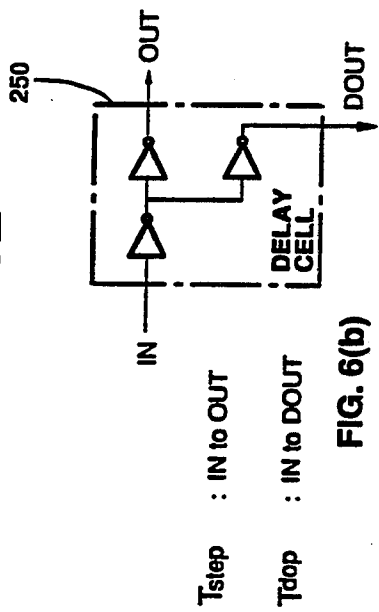 250
IN
OUT
DELAY
CELL
DOUT
Tstep : IN to OUT
Tdop : IN to DOUT
FIG. 6(b)